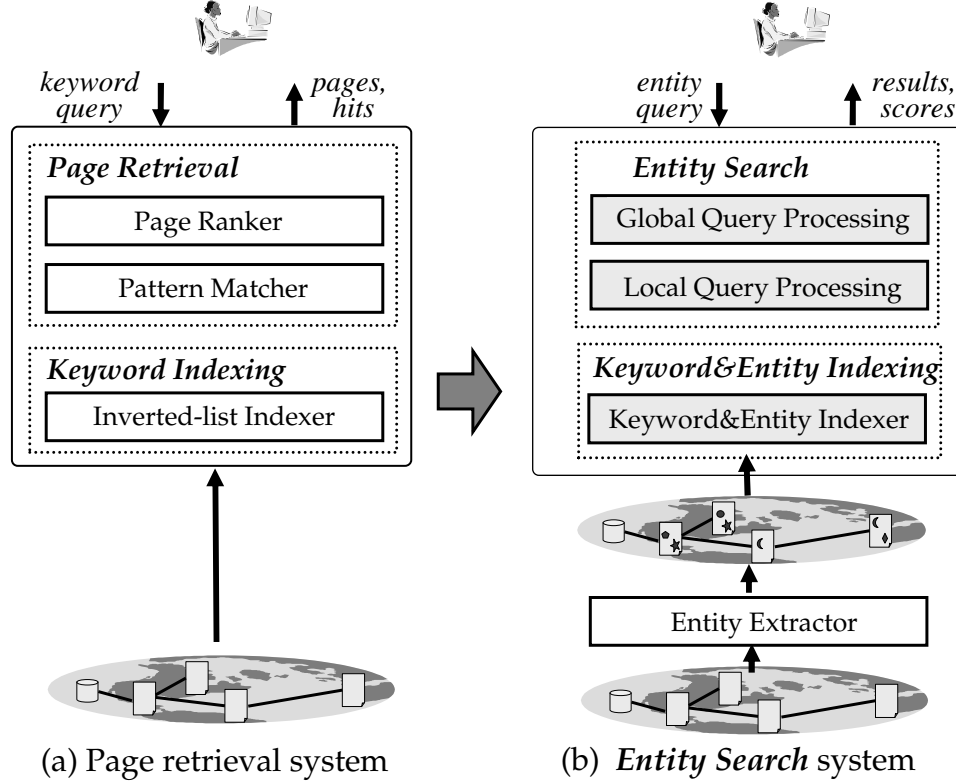 keyword
query
pages,
hits
Page Retrieval
Page Ranker
Pattern Matcher
Keyword Indexing
Inverted-list Indexer
(a) Page retrieval system
entity
query
results,
scores
Entity Search
Global Query Processing
Local Query Processing
Keyword&Entity Indexing
Keyword&Entity Indexer
Entity Extractor
(b) Entity Search system